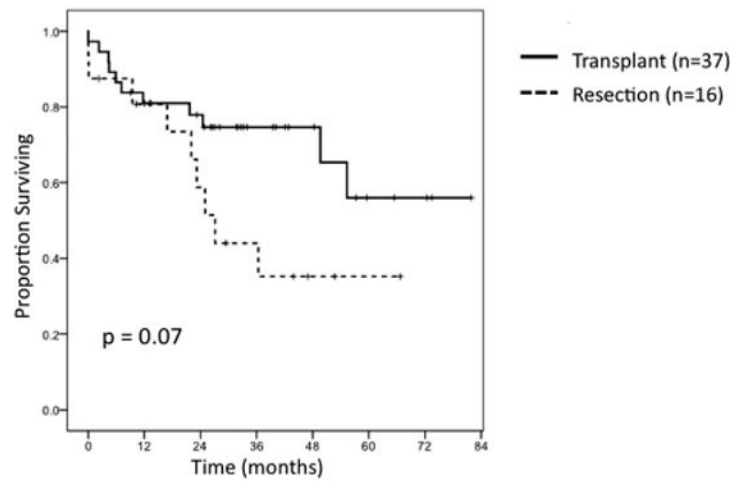 Transplant (n=37)
Resection (n=16)
Proportion Surviving
1.0
0.8
0.6
0.4
0.2
0.0
p = 0.07
0 12 24 36 48 60 72 84
Time (months)